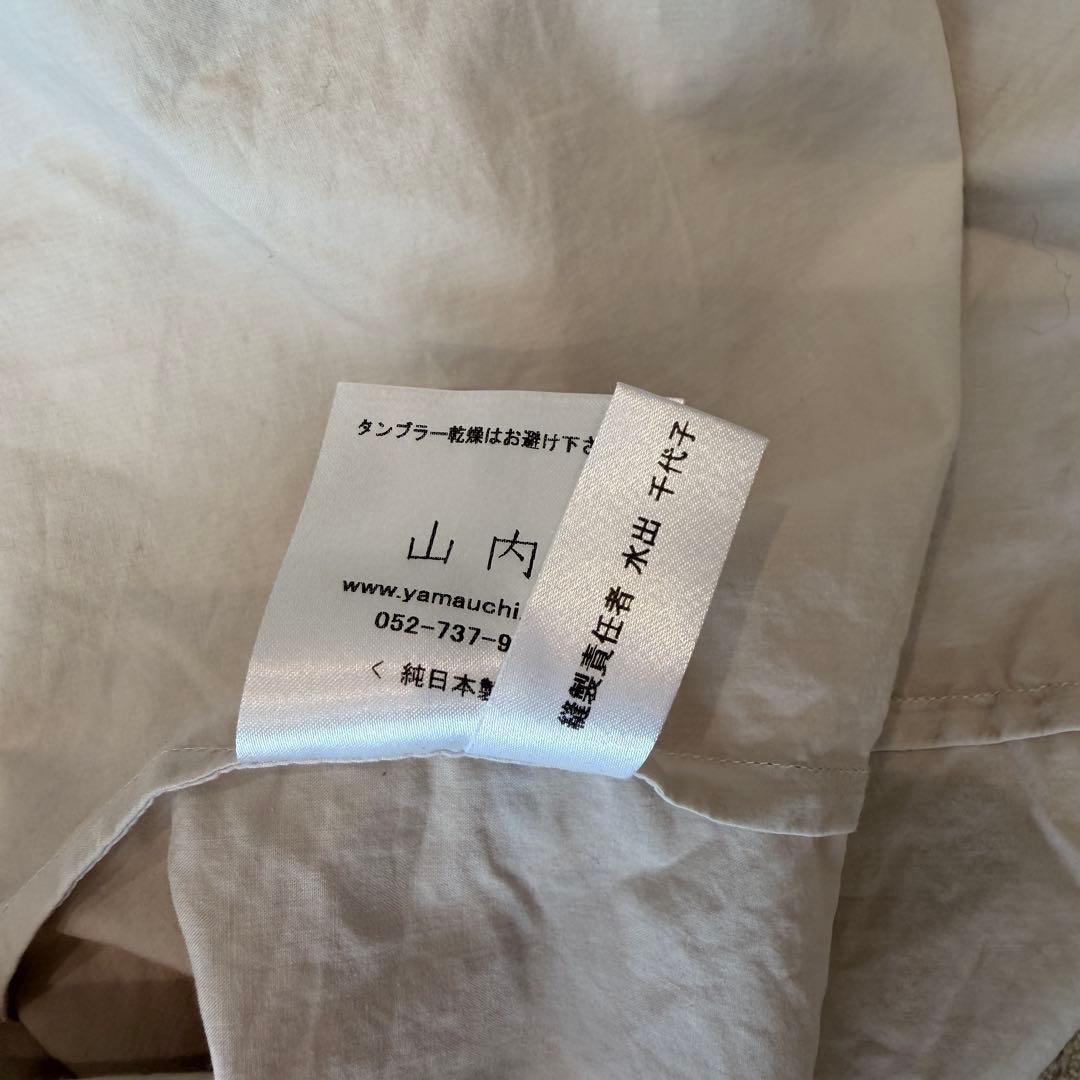 タンブラー乾燥はお避け下さ
山内
www.yamauchi.
052-737-9
く 純日本製
縫製責任者 水出 千代子